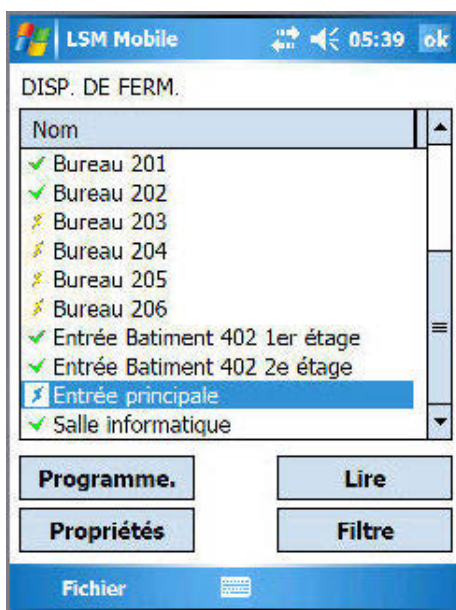 LSM Mobile 05:39 ok
DISP. DE FERM.
Nom
Bureau 201
Bureau 202
Bureau 203
Bureau 204
Bureau 205
Bureau 206
Entrée Batiment 402 1er étage
Entrée Batiment 402 2e étage
Entrée principale
Salle informatique
Programme. Lire
Propriétés Filtre
Fichier